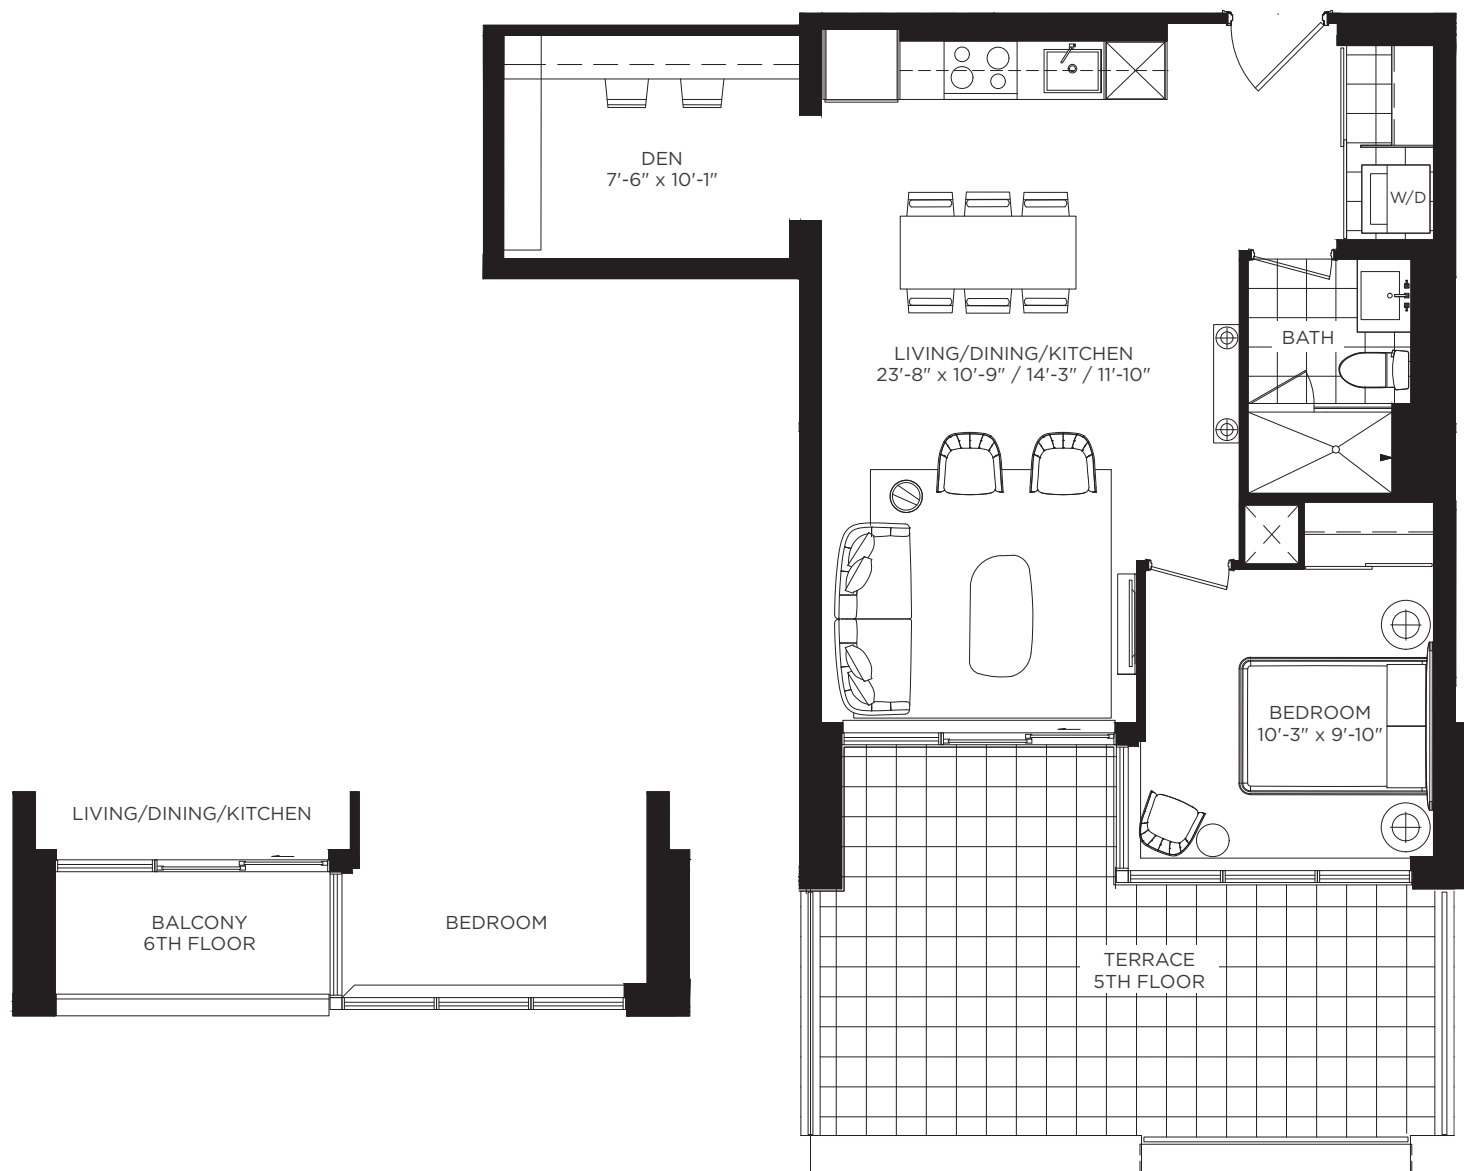 DEN
7'-6" x 10'-1"
W/D
BATH
LIVING/DINING/KITCHEN
23'-8" x 10'-9" / 14'-3" / 11'-10"
BEDROOM
10'-3" x 9'-10"
LIVING/DINING/KITCHEN
BALCONY
6TH FLOOR
BEDROOM
TERRACE
5TH FLOOR